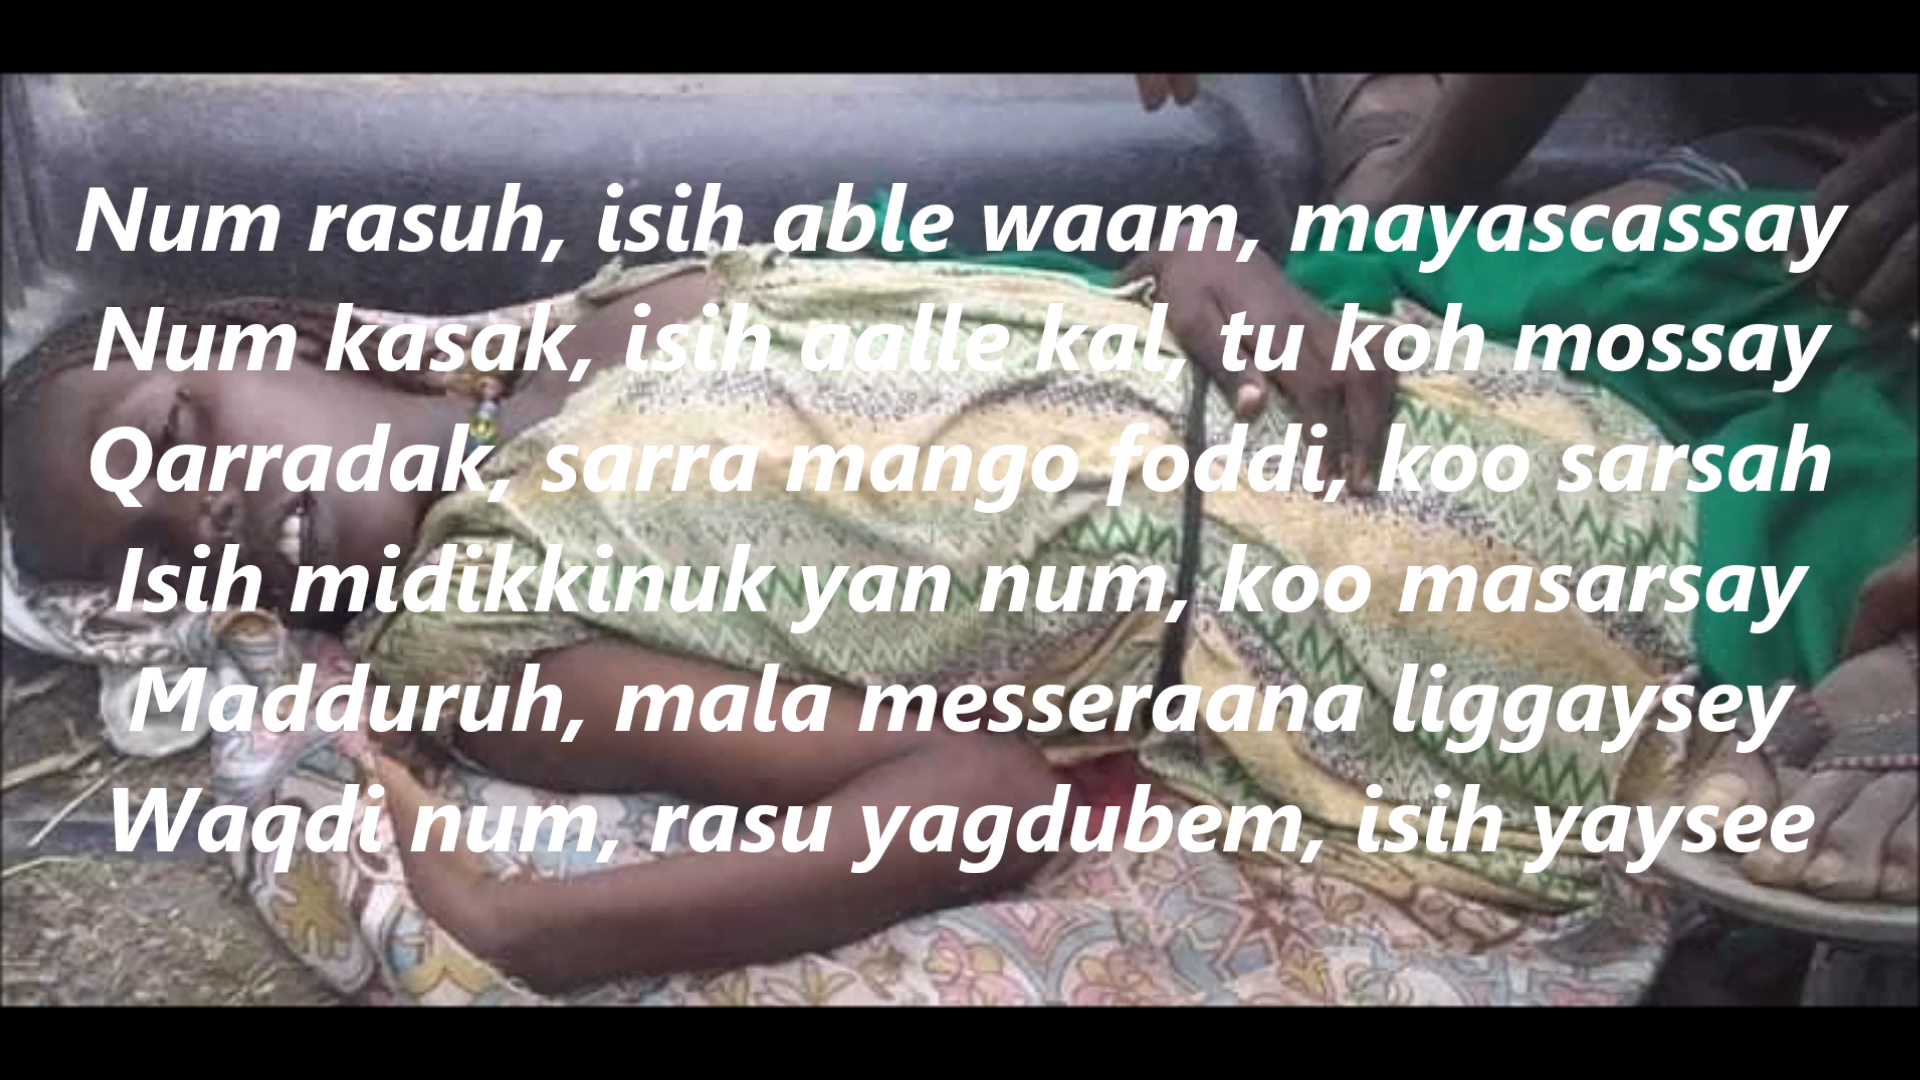 Num rasuh, isih able waam, mayascassay
Num kasak, isih aalle kal, tu koh mossay
Qarradak, sarra mango foddi, koo sarsah
Isih midikkinuk yan num, koo masarsay
Madduruh, mala messeraana liggaysey
Waqdi num, rasu yagdubem, isih yaysee